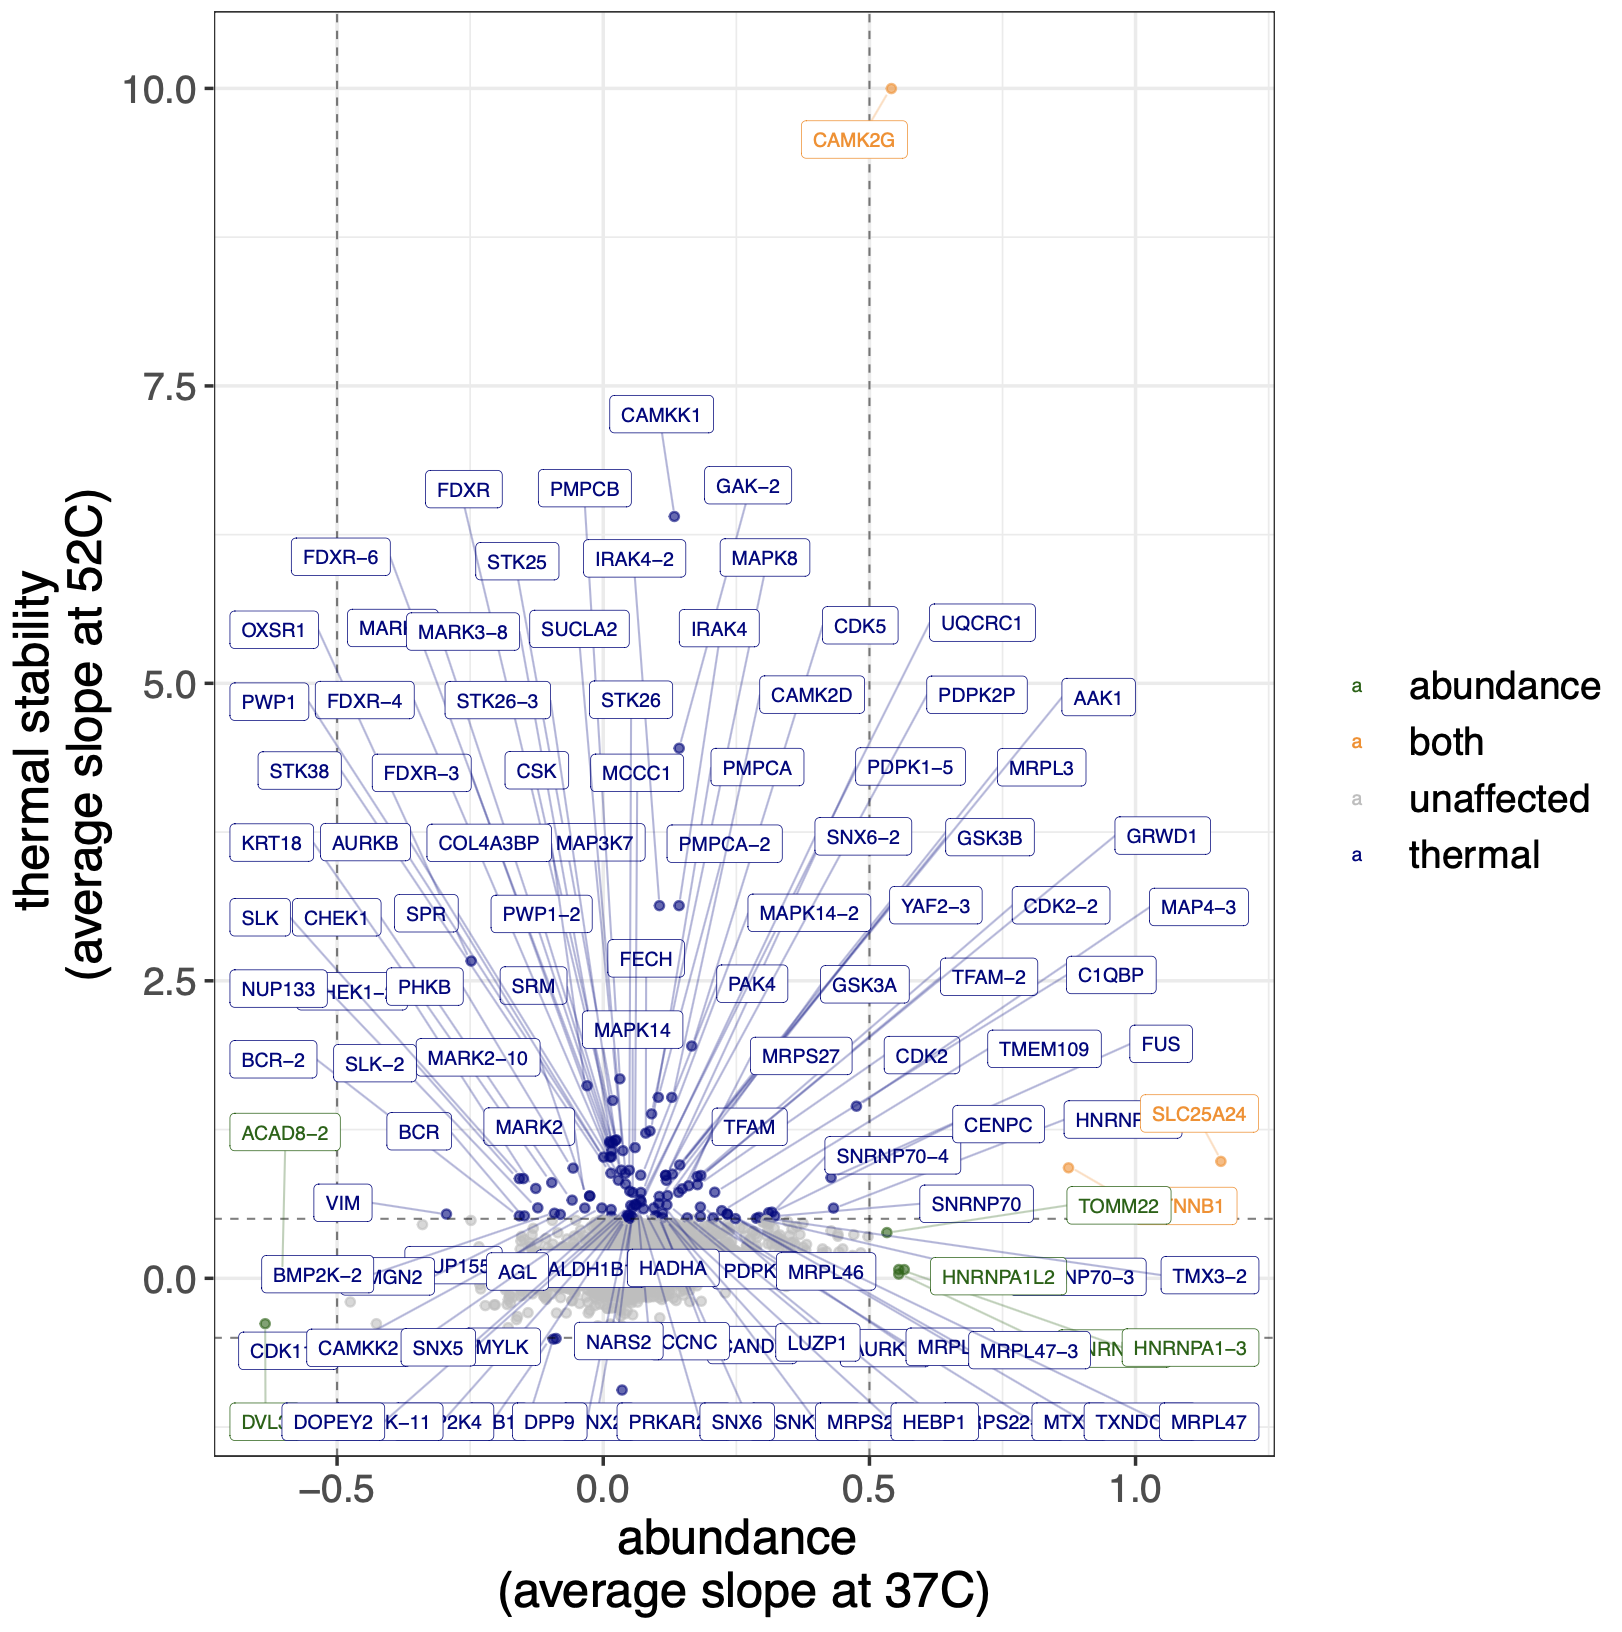 10.0
CAMK2G
7.5
CAMKK1
FDXR
PMPCB
GAK−2
FDXR−6
STK25
IRAK4−2
MAPK8
OXSR1
MARK3−8
SUCLA2
IRAK4
CDK5
UQCRC1
5.0
PWP1
FDXR−4
STK26−3
STK26
CAMK2D
PDPK2P
AAK1
STK38
FDXR−3
CSK
MCCC1
PMPCA
PDPK1−5
MRPL3
KRT18
AURKB
COL4A3BP
MAP3K7
PMPCA−2
SNX6−2
GSK3B
GRWD1
SLK
CHEK1
SPR
PWP1−2
MAPK14−2
YAF2−3
CDK2−2
MAP4−3
FECH
2.5
NUP133
PHKB
SRM
PAK4
GSK3A
TFAM−2
C1QBP
MAPK14
BCR−2
SLK−2
MARK2−10
MRPS27
CDK2
TMEM109
FUS
ACAD8−2
BCR
MARK2
TFAM
CENPC
SLC25A24
SNRNP70−4
VIM
SNRNP70
TOMM22
0.0
BMP2K−2
AGL
HADHA
MRPL46
HNRNPA1L2
TMX3−2
CAMKK2
SNX5
MYLK
NARS2
LUZP1
MRPL47−3
HNRNPA1−3
DOPEY2
DPP9
SNX6
HEBP1
MRPL47
−0.5
0.0
0.5
1.0
abundance
(average slope at 37C)
thermal stability
(average slope at 52C)
a abundance
a both
a unaffected
a thermal